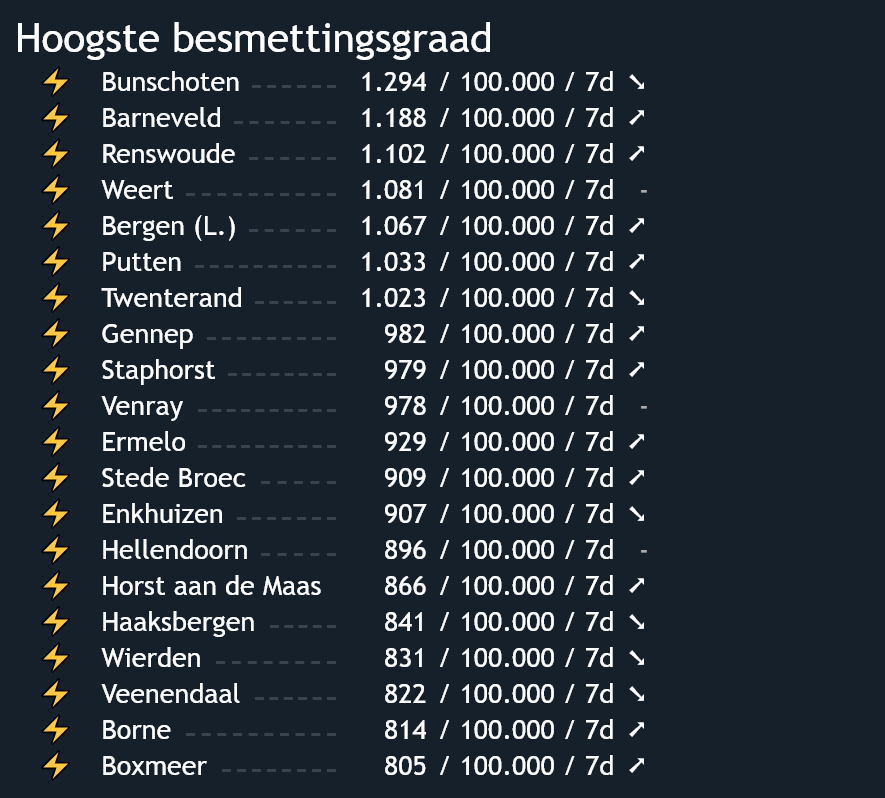 Hoogste besmettingsgraad
⚡ Bunschoten ------ 1.294 / 100.000 / 7d ➘
⚡ Barneveld ------- 1.188 / 100.000 / 7d ➚
⚡ Renswoude ------ 1.102 / 100.000 / 7d ➚
⚡ Weert ---------- 1.081 / 100.000 / 7d -
⚡ Bergen (L.) ------ 1.067 / 100.000 / 7d ➚
⚡ Putten ---------- 1.033 / 100.000 / 7d ➚
⚡ Twenterand ------ 1.023 / 100.000 / 7d ➘
⚡ Gennep --------- 982 / 100.000 / 7d ➚
⚡ Staphorst ------- 979 / 100.000 / 7d ➚
⚡ Venray --------- 978 / 100.000 / 7d -
⚡ Ermelo --------- 929 / 100.000 / 7d ➚
⚡ Stede Broec ----- 909 / 100.000 / 7d ➚
⚡ Enkhuizen ------- 907 / 100.000 / 7d ➘
⚡ Hellendoorn ----- 896 / 100.000 / 7d -
⚡ Horst aan de Maas 866 / 100.000 / 7d ➚
⚡ Haaksbergen ----- 841 / 100.000 / 7d ➘
⚡ Wierden -------- 831 / 100.000 / 7d ➘
⚡ Veenendaal ------ 822 / 100.000 / 7d ➘
⚡ Borne ---------- 814 / 100.000 / 7d ➚
⚡ Boxmeer -------- 805 / 100.000 / 7d ➚